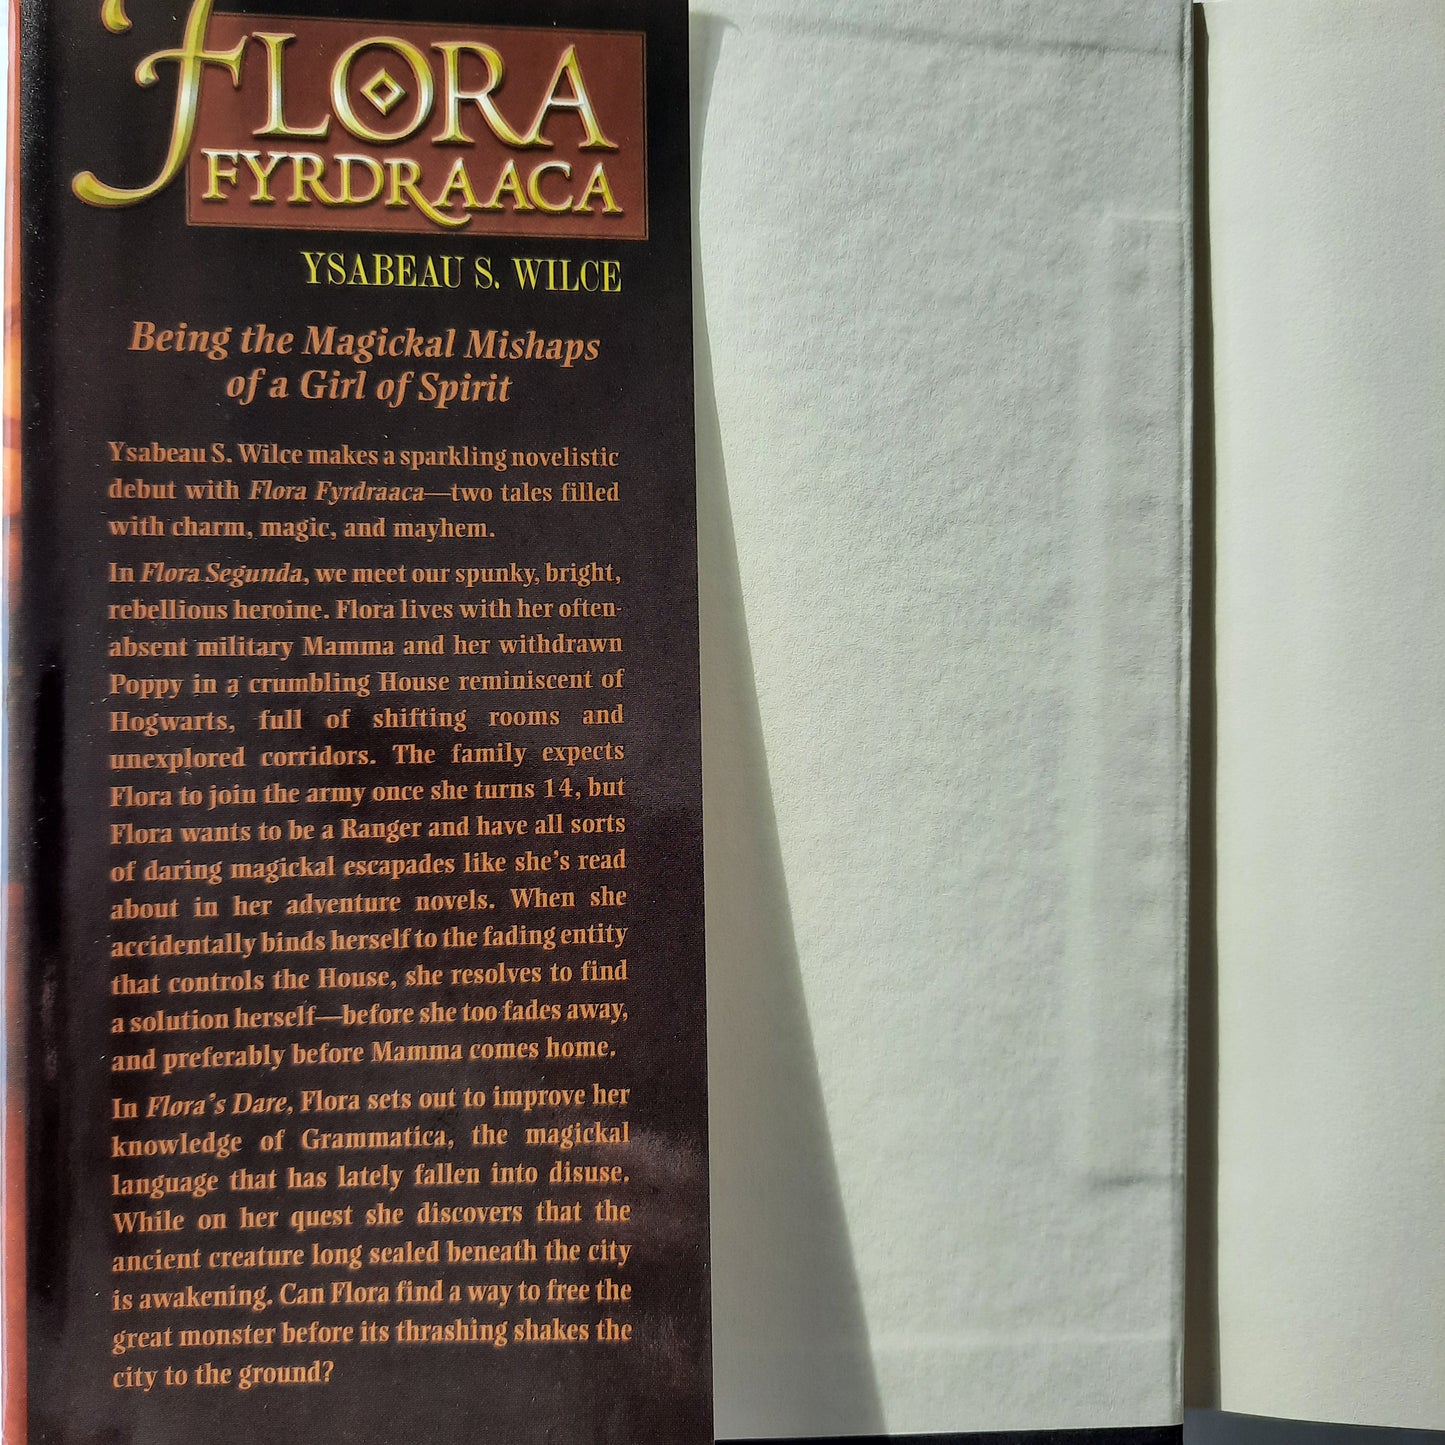 FLORA
FYRDRAACA
YSABEAU S. WILCE
Being the Magickal Mishaps
of a Girl of Spirit
Ysabeau S. Wilce makes a sparkling novelistic
debut with Flora Fyrdraaca—two tales filled
with charm, magic, and mayhem.
In Flora Segunda, we meet our spunky, bright,
rebellious heroine. Flora lives with her often-
absent military Mamma and her withdrawn
Poppy in a crumbling House reminiscent of
Hogwarts, full of shifting rooms and
unexplored corridors. The family expects
Flora to join the army once she turns 14, but
Flora wants to be a Ranger and have all sorts
of daring magickal escapades like she's read
about in her adventure novels. When she
accidentally binds herself to the fading entity
that controls the House, she resolves to find
a solution herself—before she too fades away,
and preferably before Mamma comes home.
In Flora's Dare, Flora sets out to improve her
knowledge of Grammatica, the magickal
language that has lately fallen into disuse.
While on her quest she discovers that the
ancient creature long sealed beneath the city
is awakening. Can Flora find a way to free the
great monster before its thrashing shakes the
city to the ground?